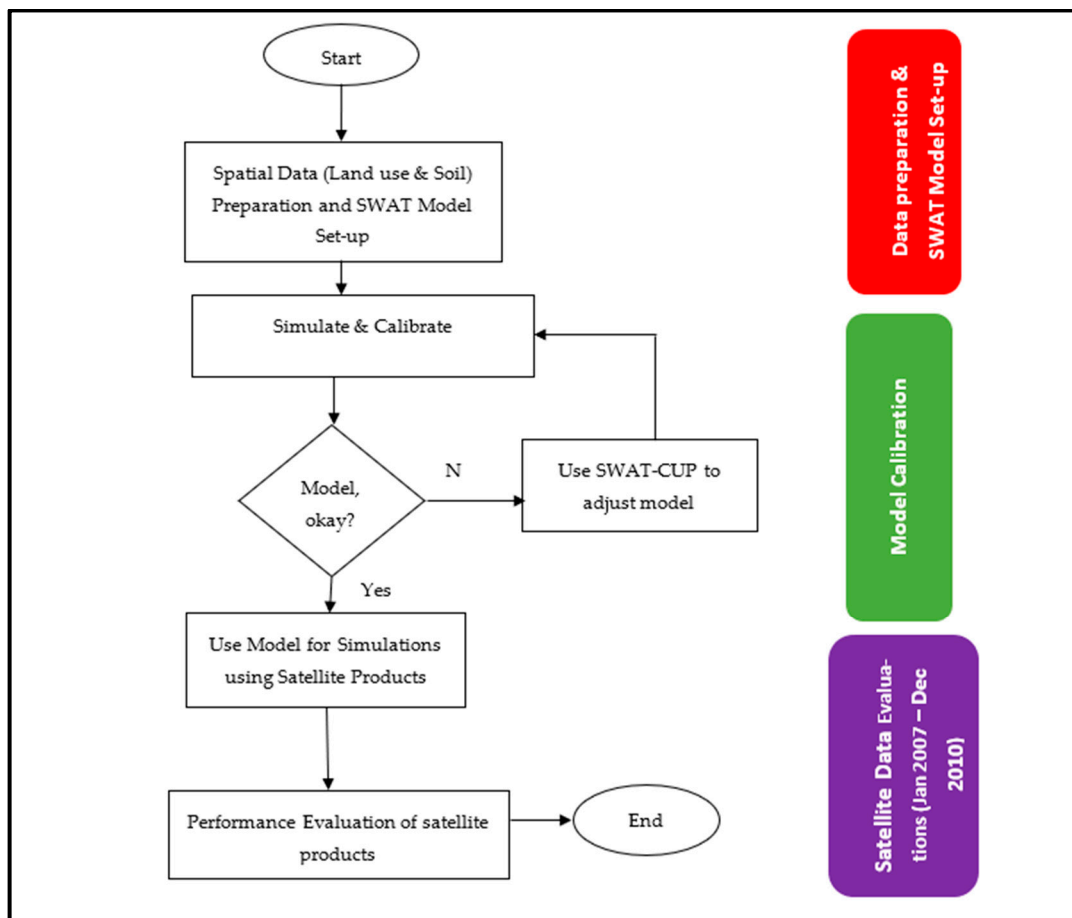 Start
Spatial Data (Land use & Soil)
Preparation and SWAT Model
Set-up
Simulate & Calibrate
Model,
okay?
N
Use SWAT-CUP to
adjust model
Yes
Use Model for Simulations
using Satellite Products
Performance Evaluation of satellite
products
End
Data preparation &
SWAT Model Set-up
Model Calibration
Satellite Data Evalua-
tions (Jan 2007 – Dec
2010)